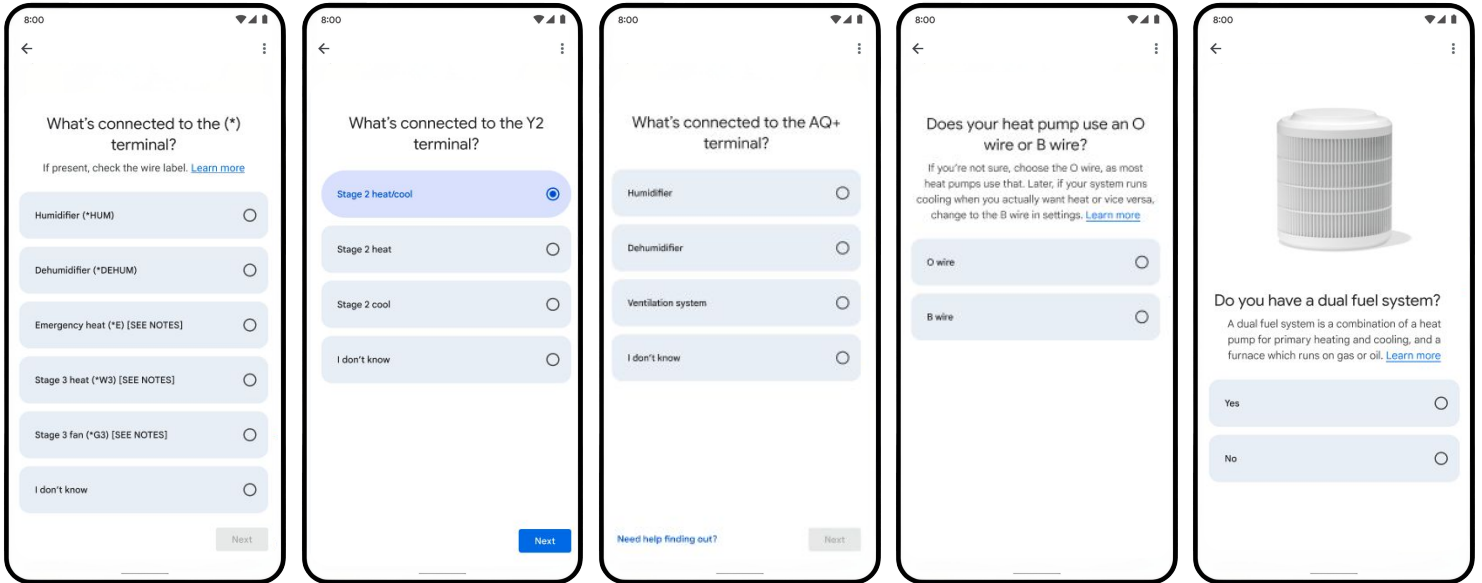 8:00
What's connected to the (*)
terminal?
If present, check the wire label. Learn more
Humidifier (*HUM)
Dehumidifier (*DEHUM)
Emergency heat (*E) [SEE NOTES]
Stage 3 heat (*W3) [SEE NOTES]
Stage 3 fan (*G3) [SEE NOTES]
I don't know
Next
8:00
What's connected to the Y2
terminal?
Stage 2 heat/cool
Stage 2 heat
Stage 2 cool
I don't know
Next
8:00
What's connected to the AQ+
terminal?
Humidifier
Dehumidifier
Ventilation system
I don't know
Need help finding out?
Next
8:00
Does your heat pump use an O
wire or B wire?
If you're not sure, choose the O wire, as most
heat pumps use that. Later, if your system runs
cooling when you actually want heat or vice versa,
change to the B wire in settings. Learn more
O wire
B wire
8:00
Do you have a dual fuel system?
A dual fuel system is a combination of a heat
pump for primary heating and cooling, and a
furnace which runs on gas or oil. Learn more
Yes
No